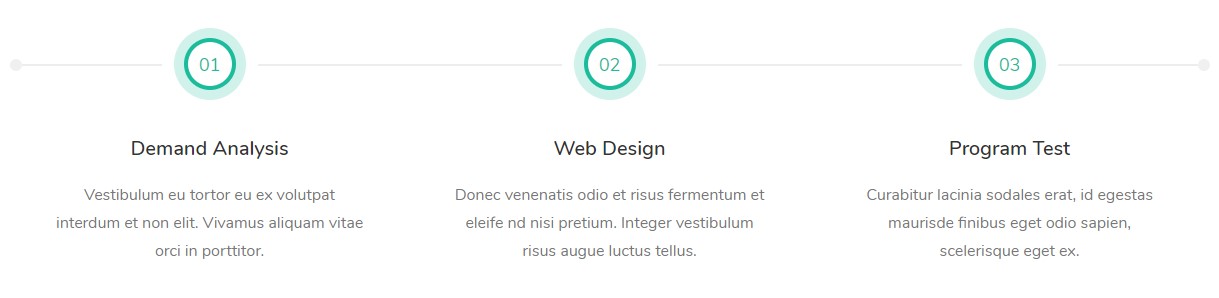 01
02
03
Demand Analysis
Web Design
Program Test
Vestibulum eu tortor eu ex volutpat
interdum et non elit. Vivamus aliquam vitae
orci in porttitor.
Donec venenatis odio et risus fermentum et
eleife nd nisi pretium. Integer vestibulum
risus augue luctus tellus.
Curabitur lacinia sodales erat, id egestas
maurisde finibus eget odio sapien,
scelerisque eget ex.